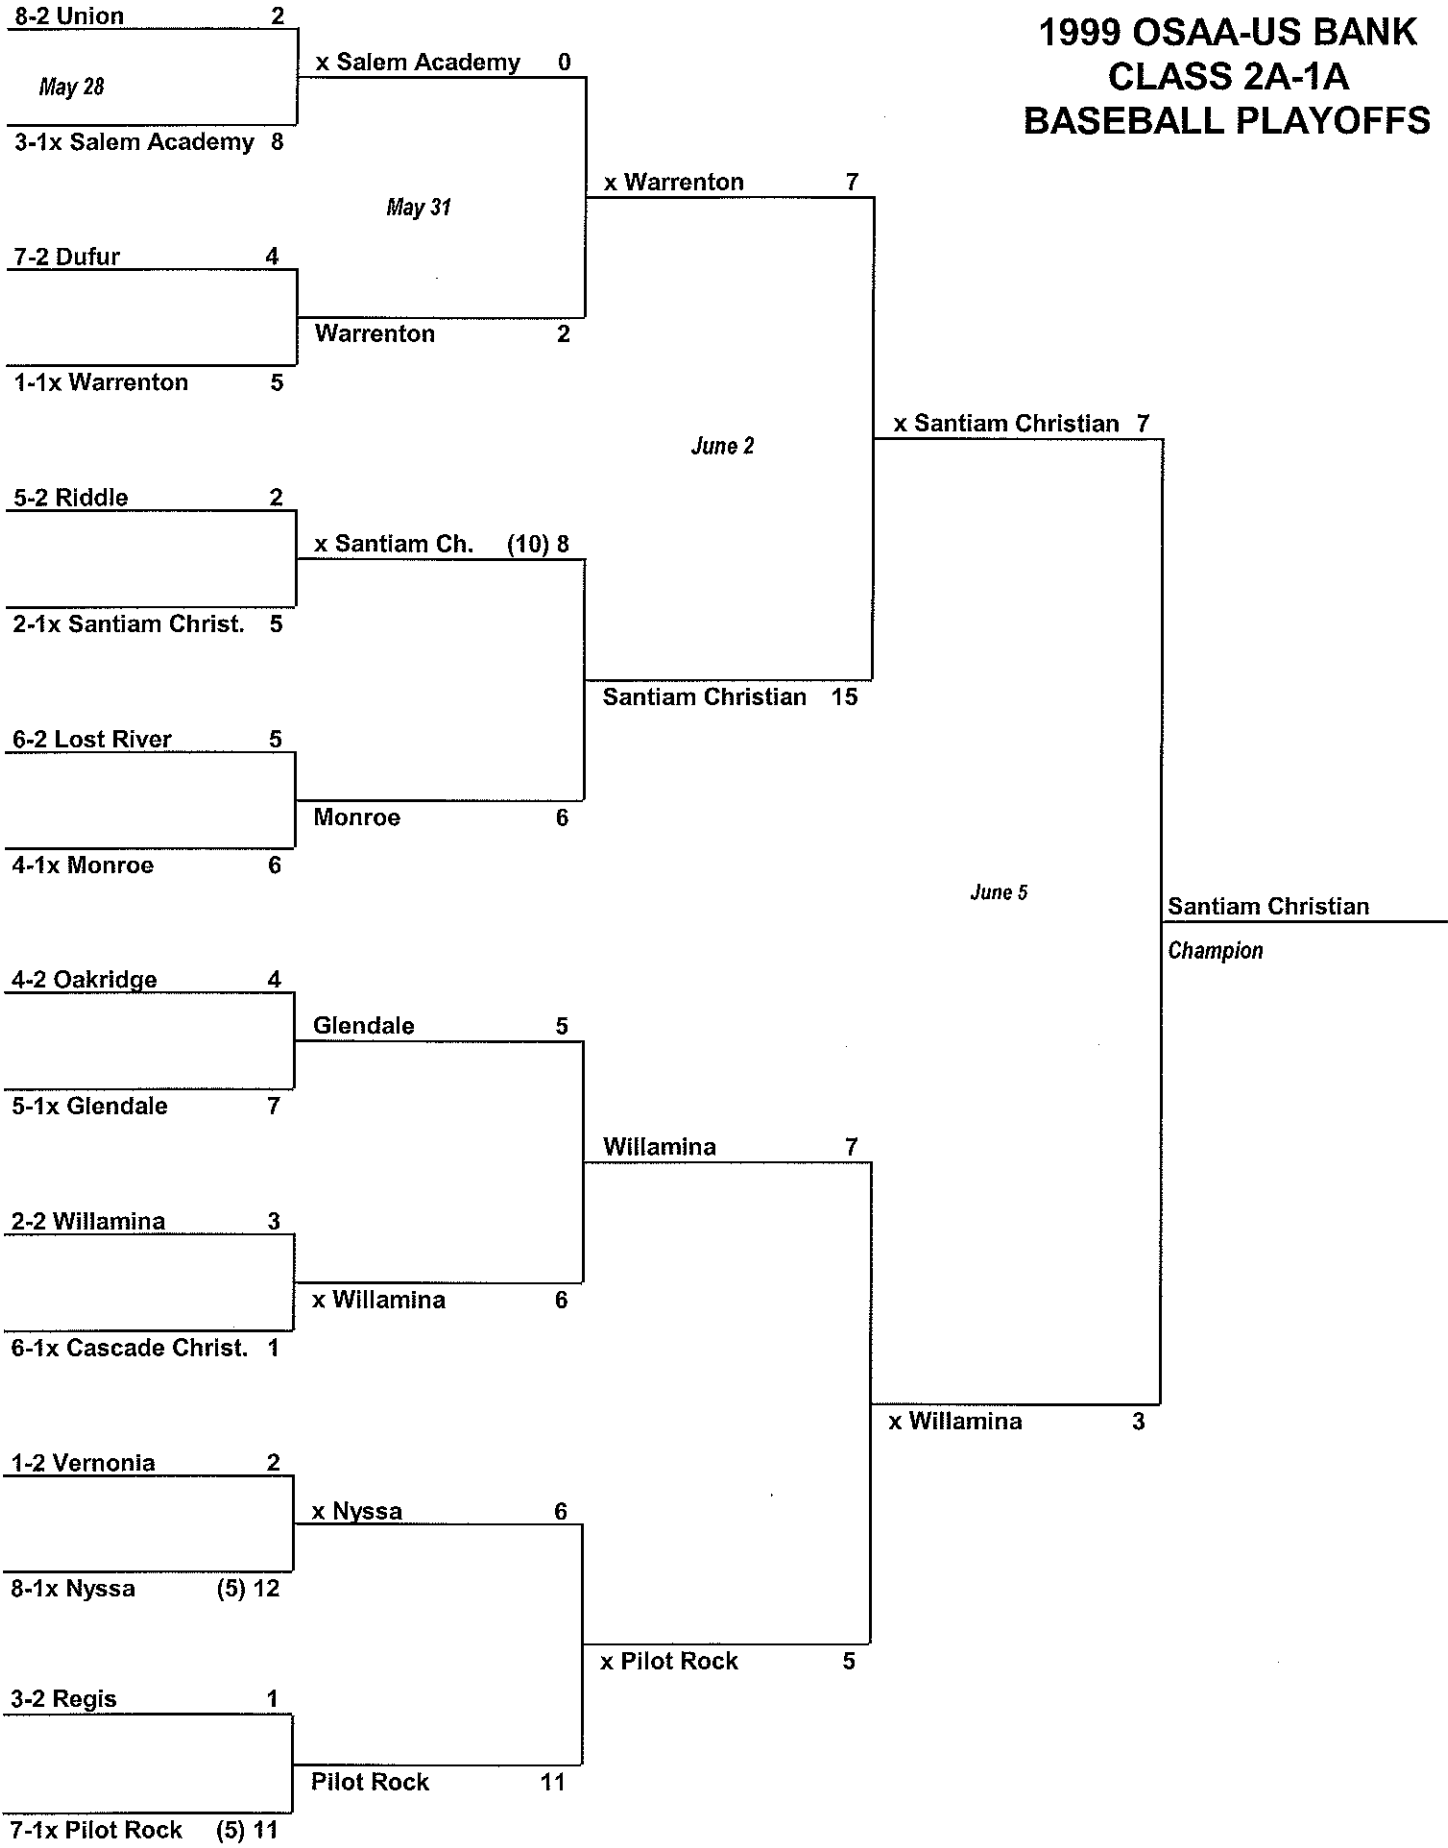 1999 OSAA-US BANK
CLASS 2A-1A
BASEBALL PLAYOFFS
8-2 Union 2
May 28
3-1x Salem Academy 8
7-2 Dufur 4
1-1x Warrenton 5
5-2 Riddle 2
2-1x Santiam Christ. 5
6-2 Lost River 5
4-1x Monroe 6
4-2 Oakridge 4
5-1x Glendale 7
2-2 Willamina 3
6-1x Cascade Christ. 1
1-2 Vernonia 2
8-1x Nyssa (5) 12
3-2 Regis 1
7-1x Pilot Rock (5) 11
x Salem Academy 0
May 31
Warrenton 2
x Santiam Ch. (10) 8
Monroe 6
Glendale 5
x Willamina 6
x Nyssa 6
Pilot Rock 11
x Warrenton 7
June 2
Santiam Christian 15
Willamina 7
x Pilot Rock 5
x Santiam Christian 7
June 5
x Willamina 3
Santiam Christian
Champion